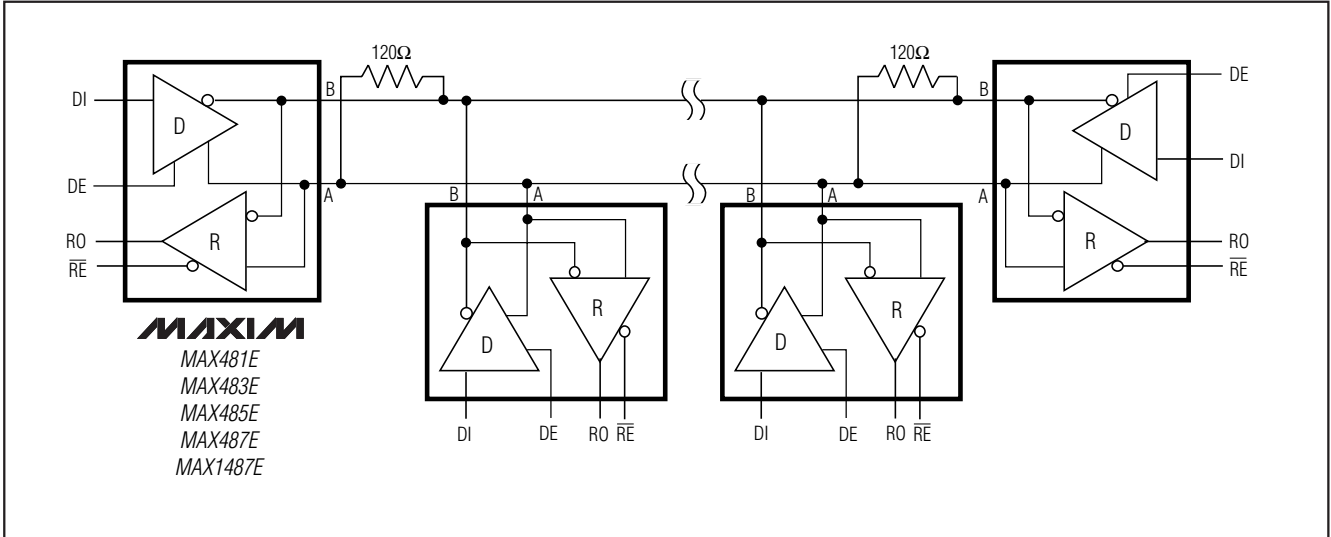 120Ω
120Ω
B
B
DE
DI
D
D
DE
DI
A
B
A
B
A
A
R
R
RO
RO
RE
RE
R
R
D
D
MAXIM
MAX481E
MAX483E
MAX485E
MAX487E
MAX1487E
DI
DE
RO
RE
DI
DE
RO
RE